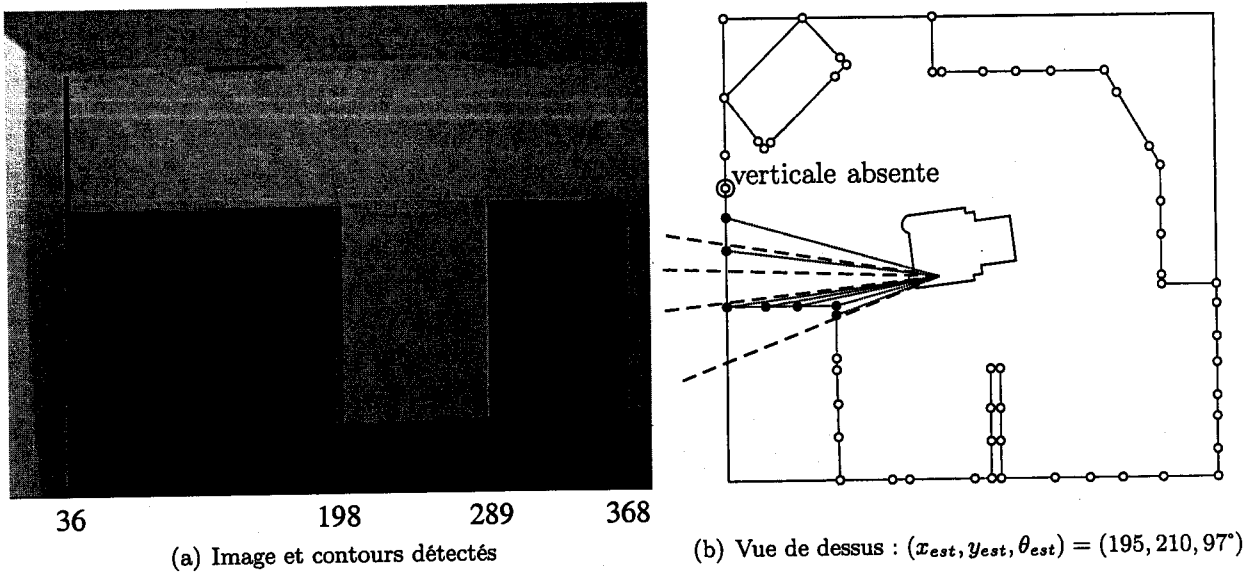 verticale absente
36 198 289 368
(a) Image et contours détectés
(b) Vue de dessus : (x_est, y_est, θ_est) = (195, 210, 97°)